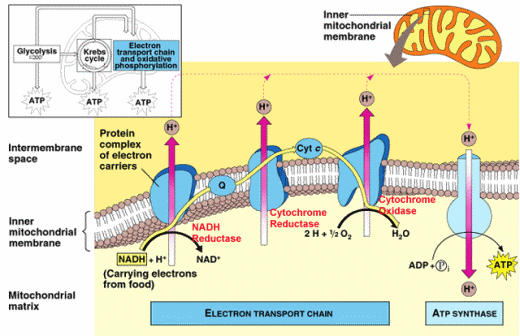 Glycolysis
Krebs
cycle
Electron
transport chain
and oxidative
phosphorylation
ATP
ATP
ATP
Inner
mitochondrial
membrane
H+
H+
H+
H+
Protein
complex
of electron
carriers
Cyt c
Q
Intermembrane
space
Inner
mitochondrial
membrane
Mitochondrial
matrix
NADH
Reductase
Cytochrome
Reductase
Cytochrome
Oxidase
NADH + H+
NAD+
(Carrying electrons
from food)
2 H + ½ O2
H2O
ADP + Pi
ATP
H+
ELECTRON TRANSPORT CHAIN
ATP SYNTHASE